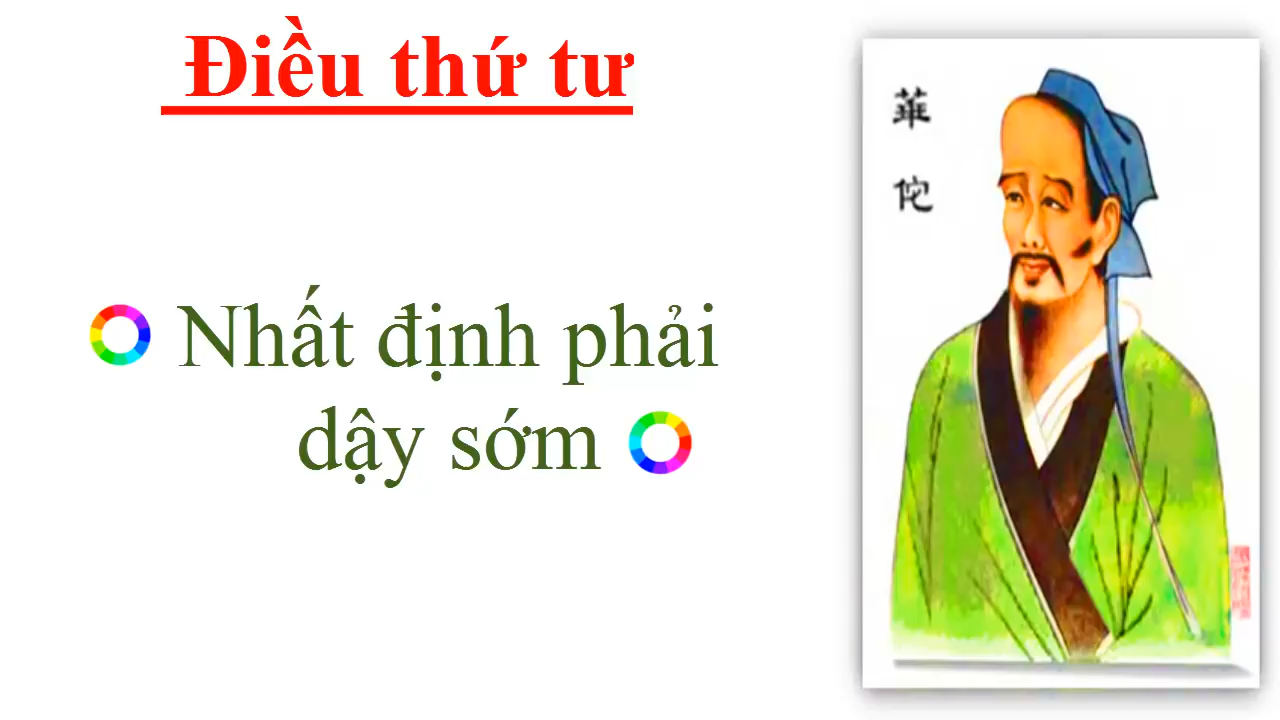 Điều thứ tư
Nhất định phải
dậy sớm
華
佗